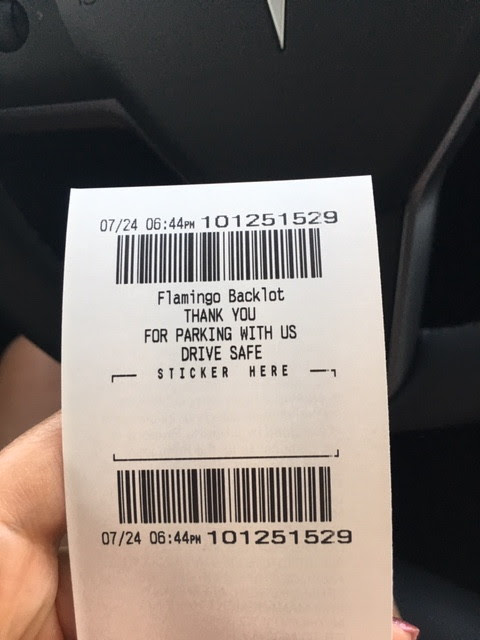 07/24 06:44PM 101251529
Flamingo Backlot
THANK YOU
FOR PARKING WITH US
DRIVE SAFE
STICKER HERE
07/24 06:44PM 101251529